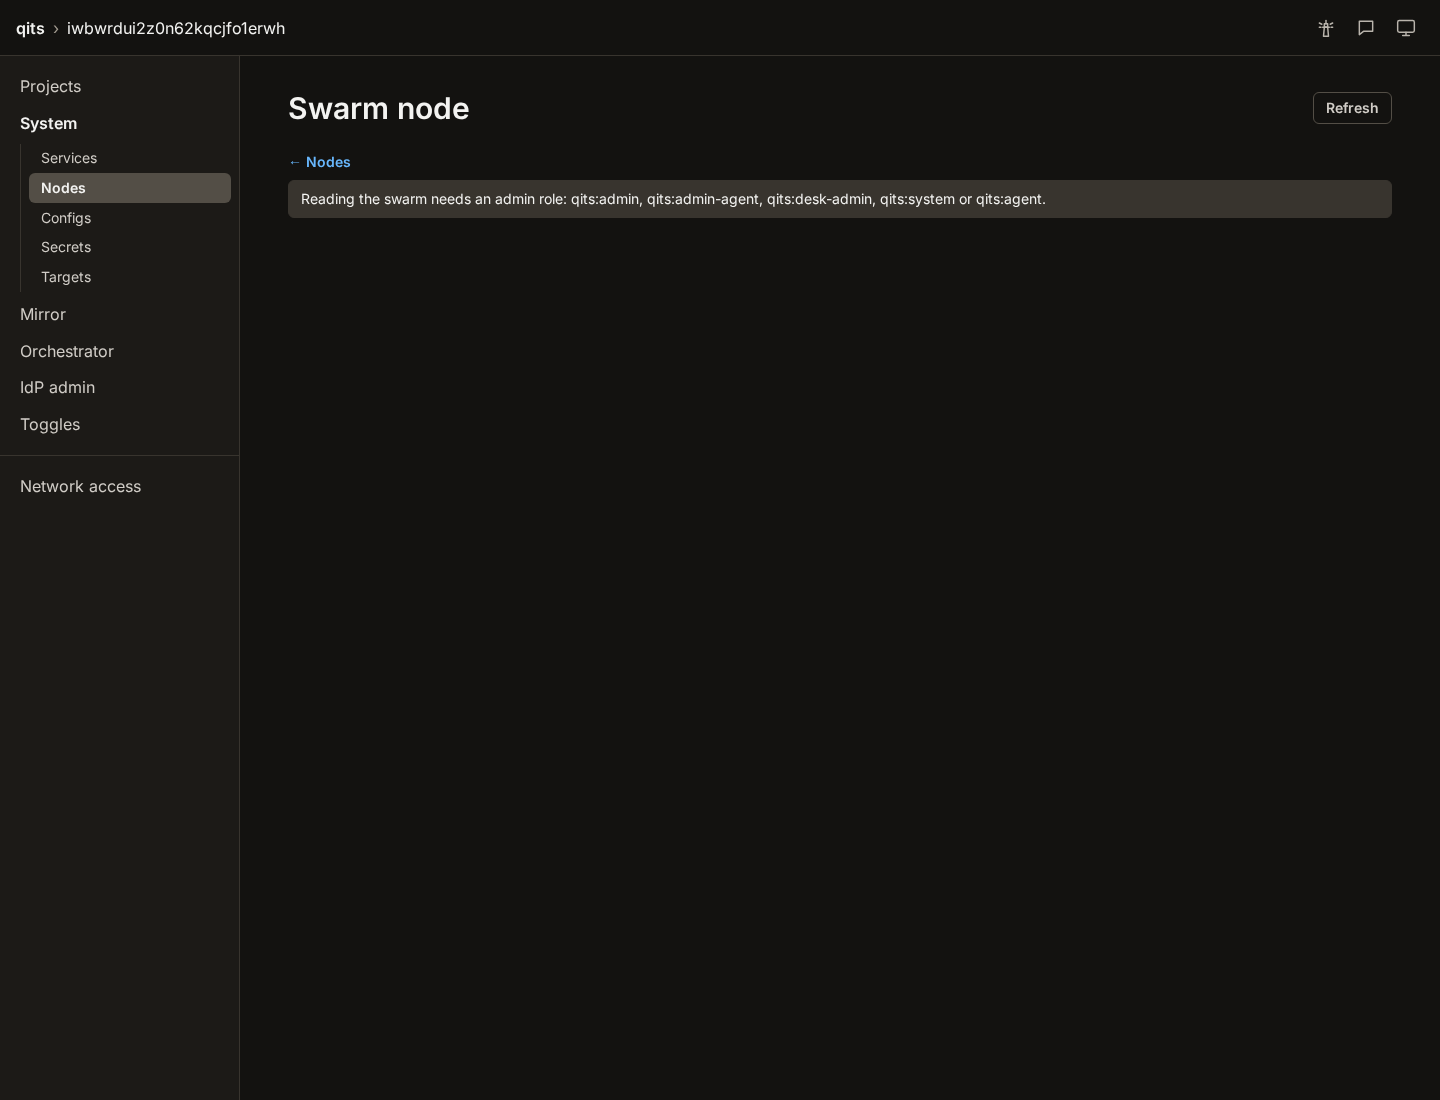 qits › iwbwrdui2z0n62kqcjfo1erwh
Projects
System
Services
Nodes
Configs
Secrets
Targets
Mirror
Orchestrator
IdP admin
Toggles
Network access
Swarm node
Refresh
← Nodes
Reading the swarm needs an admin role: qits:admin, qits:admin-agent, qits:desk-admin, qits:system or qits:agent.